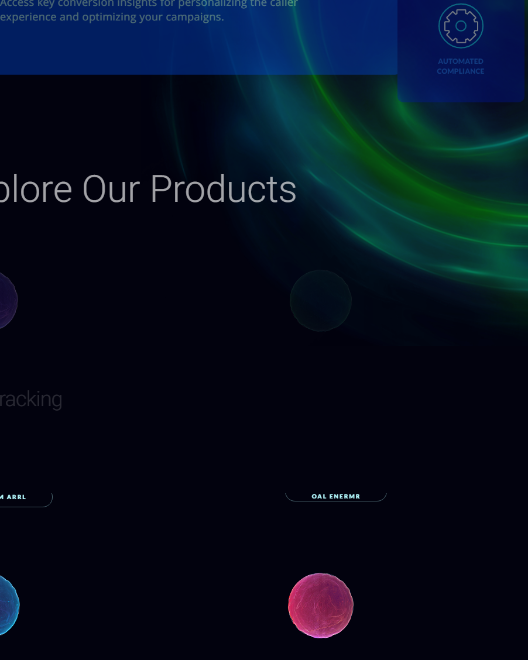 Access key conversion insights for personalizing the caller
experience and optimizing your campaigns.
AUTOMATED
COMPLIANCE
plore Our Products
racking
M ARRL
OAL ENERMR